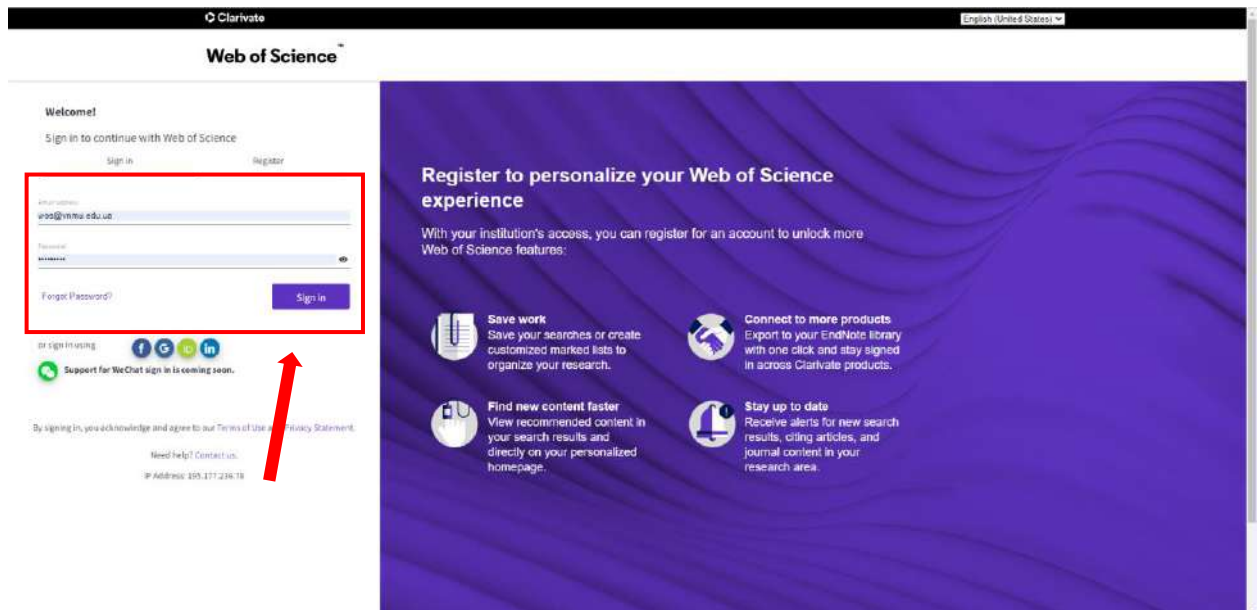 Clarivate
English (United States)
Web of Science™
Welcome!
Sign in to continue with Web of Science
Sign in
Register
Email address
wos@vnmu.edu.ua
Password
Forgot Password?
Sign in
or sign in using
f G iD in
Support for WeChat sign in is coming soon.
By signing in, you acknowledge and agree to our Terms of Use Privacy Statement.
Need help? Contact us.
IP Address:
Register to personalize your Web of Science
experience
With your institution's access, you can register for an account to unlock more
Web of Science features:
Save work
Save your searches or create
customized marked lists to
organize your research.
Connect to more products
Export to your EndNote library
with one click and stay signed
in across Clarivate products.
Find new content faster
View recommended content in
your search results and
directly on your personalized
homepage.
Stay up to date
Receive alerts for new search
results, citing articles, and
journal content in your
research area.